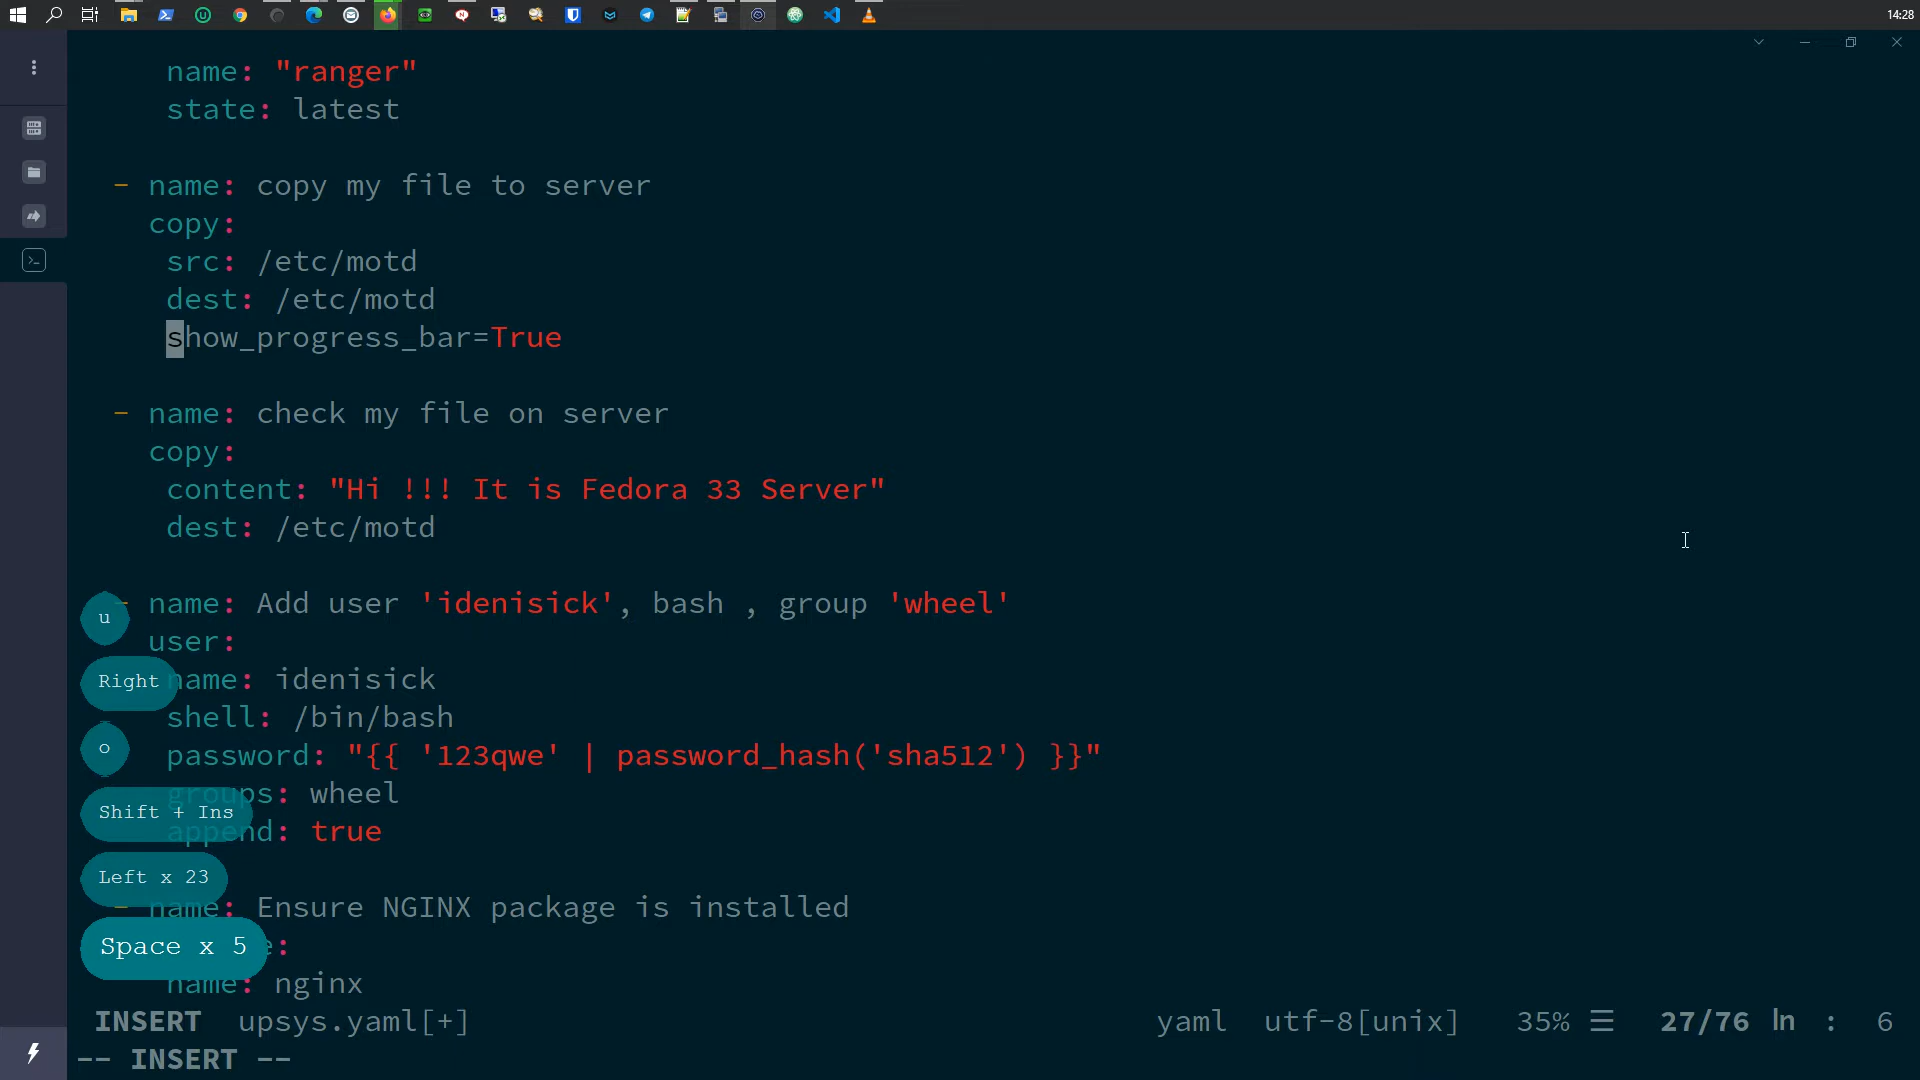 14:28
name: "ranger"
state: latest
- name: copy my file to server
copy:
src: /etc/motd
dest: /etc/motd
show_progress_bar=True
- name: check my file on server
copy:
content: "Hi !!! It is Fedora 33 Server"
dest: /etc/motd
- name: Add user 'idenisick', bash , group 'wheel'
u
user:
Right
name: idenisick
shell: /bin/bash
o
password: "{{ '123qwe' | password_hash('sha512') }}"
groups: wheel
Shift + Ins
append: true
Left x 23
- name: Ensure NGINX package is installed
Space x 5
e:
name: nginx
INSERT upsys.yaml[+] yaml utf-8[unix] 35% ☰ 27/76 ln : 6
-- INSERT --